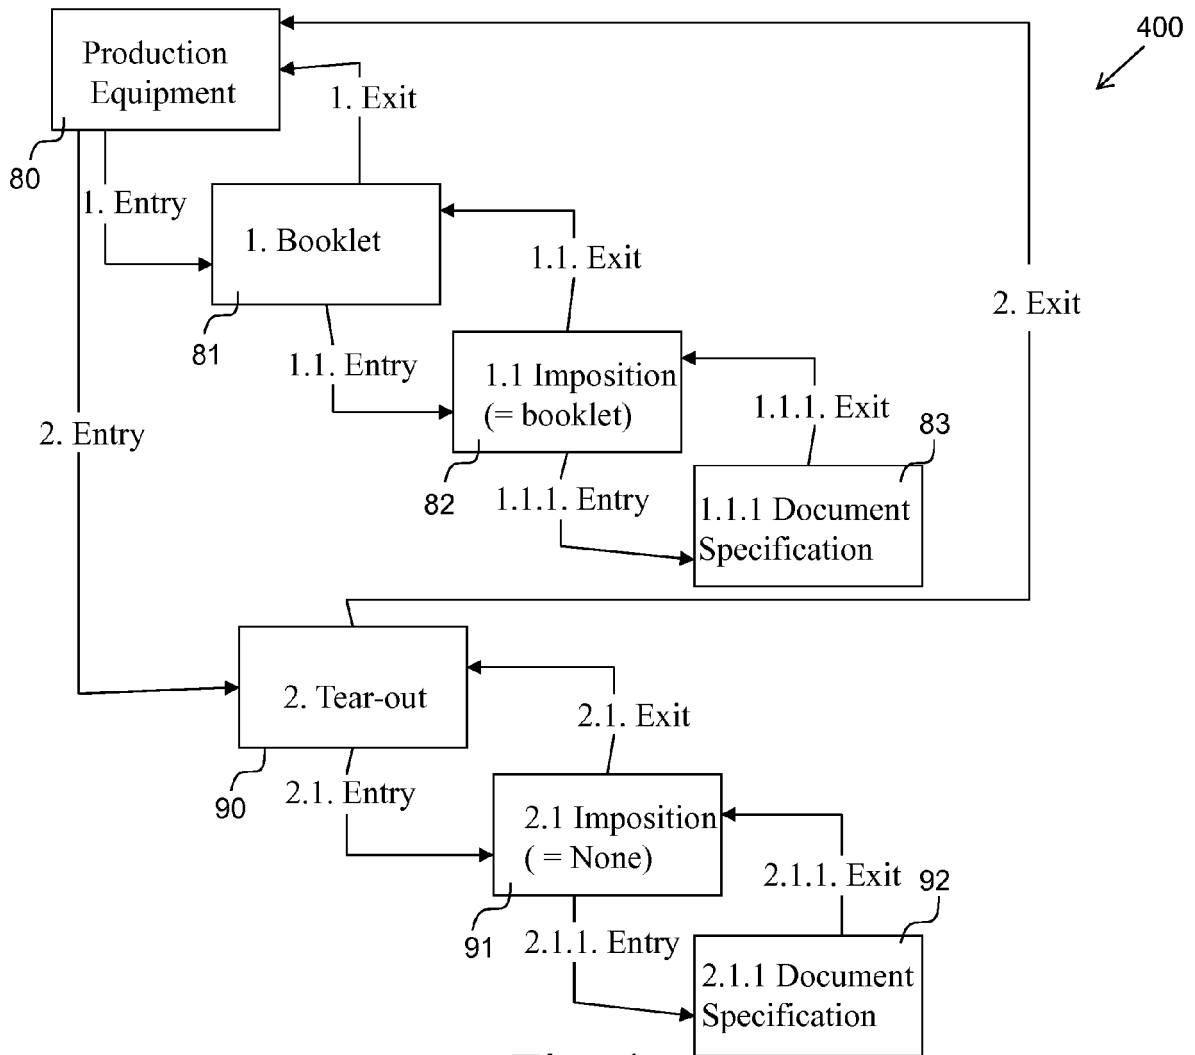 400
Production
Equipment
1. Exit
80
1. Entry
1. Booklet
1.1. Exit
2. Exit
81
1.1. Entry
1.1 Imposition
(= booklet)
1.1.1. Exit
83
2. Entry
82
1.1.1. Entry
1.1.1 Document
Specification
2. Tear-out
2.1. Exit
90
2.1. Entry
2.1 Imposition
( = None)
2.1.1. Exit
92
91
2.1.1. Entry
2.1.1 Document
Specification